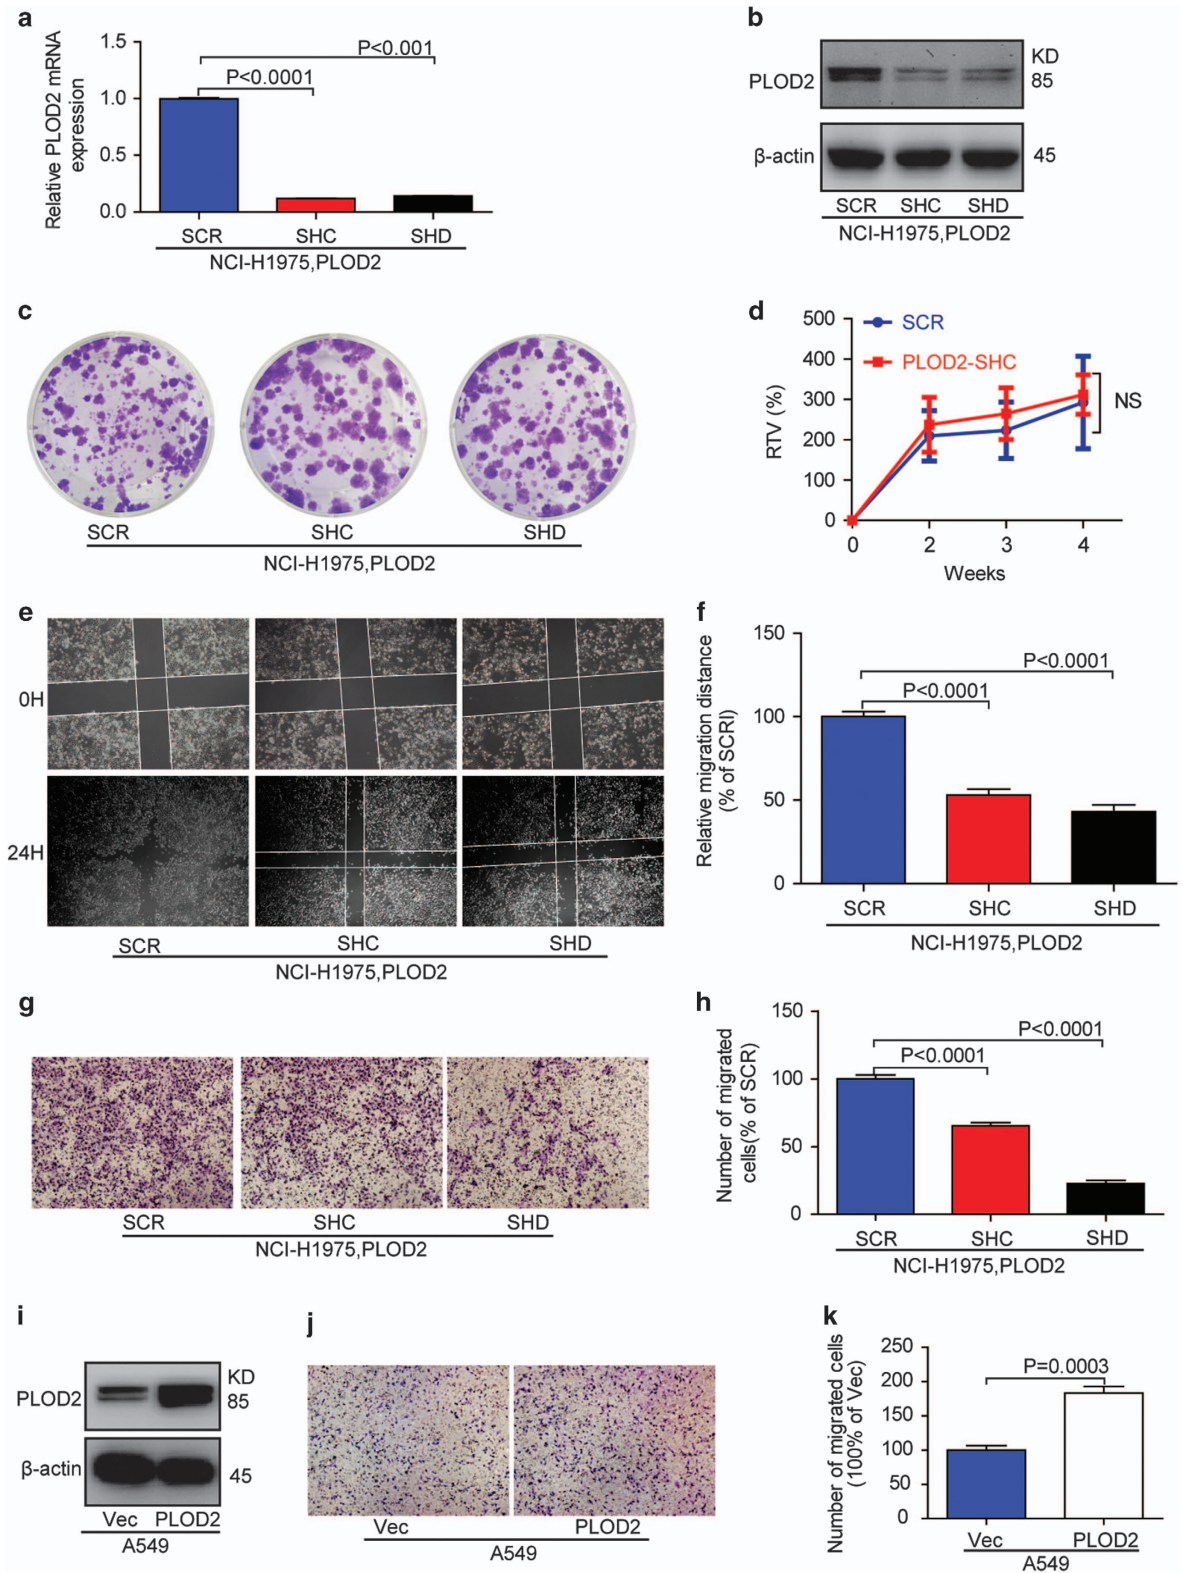 a
Relative PLOD2 mRNA
expression
1.5
1.0
0.5
0.0
P<0.001
P<0.0001
SCR SHC SHD
NCI-H1975,PLOD2
b
KD
PLOD2 85
β-actin 45
SCR SHC SHD
NCI-H1975,PLOD2
c
SCR SHC SHD
NCI-H1975,PLOD2
d
RTV (%)
500
400
300
200
100
0
SCR
PLOD2-SHC
NS
0 2 3 4
Weeks
e
0H
24H
SCR SHC SHD
NCI-H1975,PLOD2
f
Relative migration distance
(% of SCRI)
150
100
50
0
P<0.0001
P<0.0001
SCR SHC SHD
NCI-H1975,PLOD2
g
SCR SHC SHD
NCI-H1975,PLOD2
h
Number of migrated
cells(% of SCR)
150
100
50
0
P<0.0001
P<0.0001
SCR SHC SHD
NCI-H1975,PLOD2
i
KD
PLOD2 85
β-actin 45
Vec PLOD2
A549
j
Vec PLOD2
A549
k
Number of migrated cells
(100% of Vec)
250
200
150
100
50
0
P=0.0003
Vec PLOD2
A549